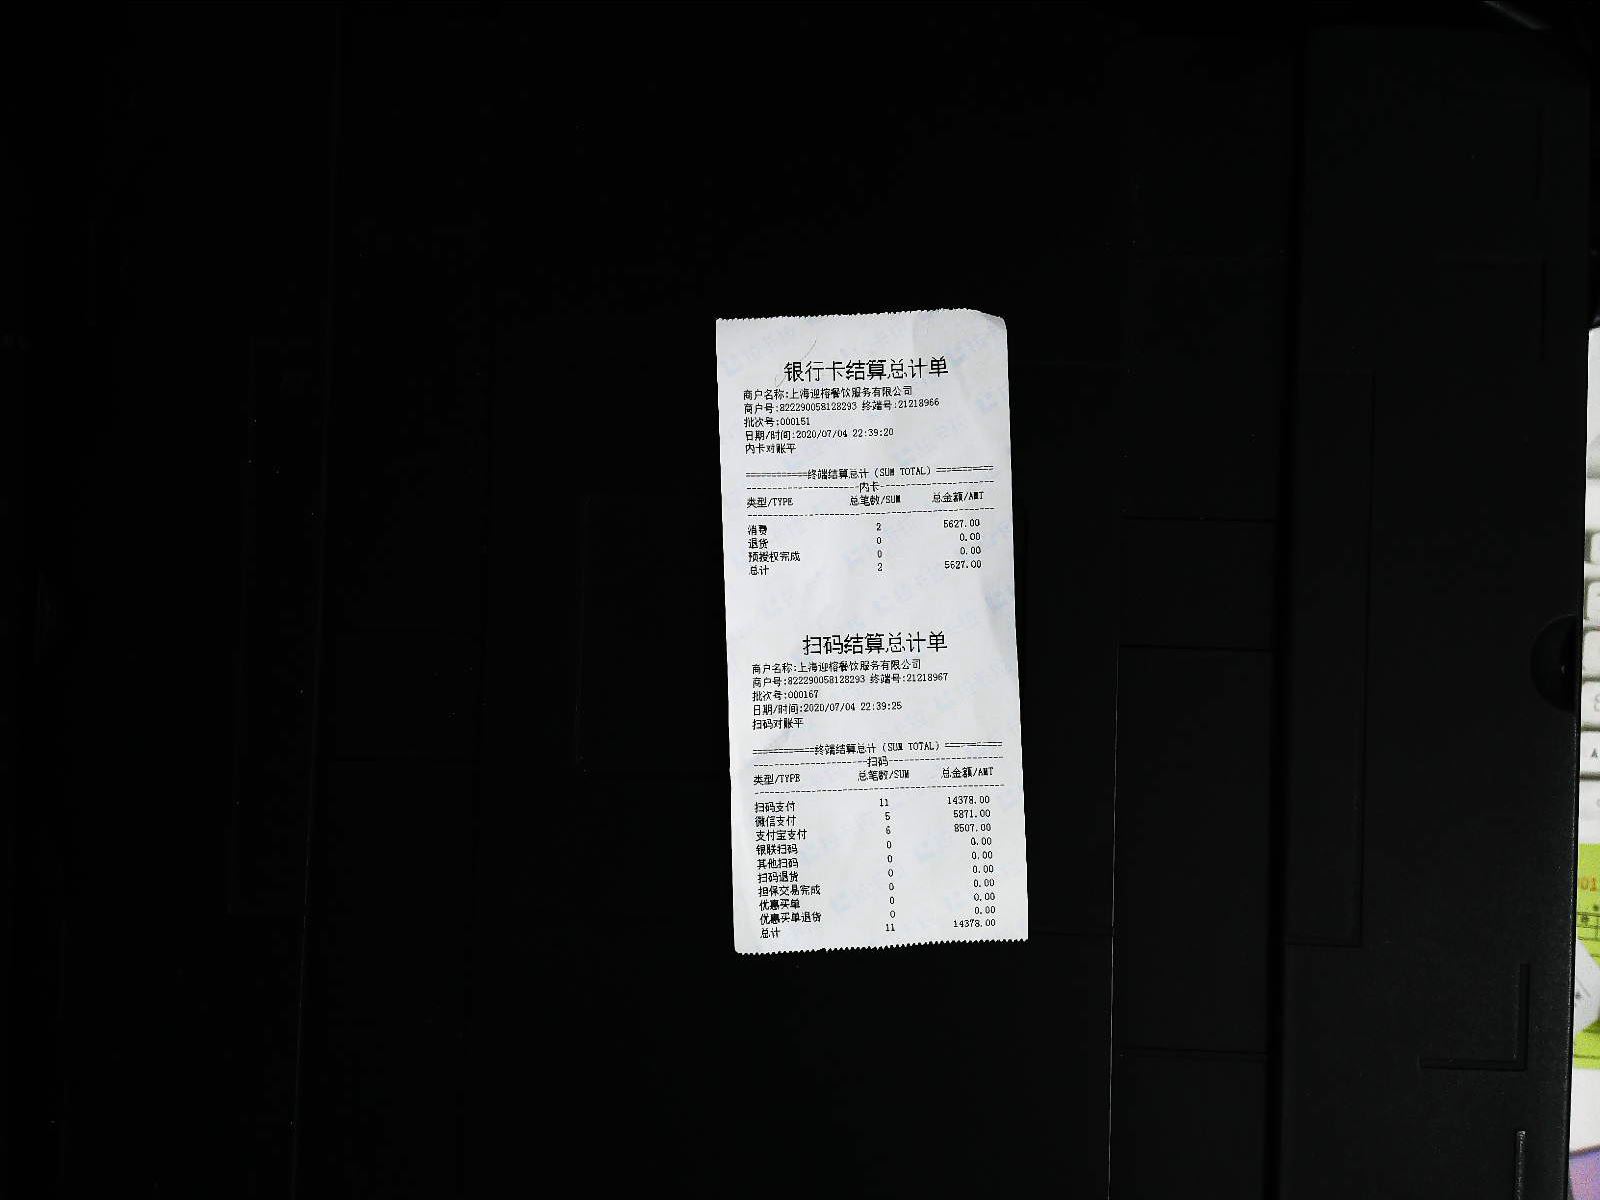 银行卡结算总计单
商户名称:上海迎榕餐饮服务有限公司
商户号:822290058128293 终端号:21218966
批次号:000151
日期/时间:2020/07/04 22:39:20
内卡对账平
============终端结算总计(SUM TOTAL)===========
----------------------内卡----------------------
类型/TYPE 总笔数/SUM 总金额/AMT
消费 2 5627.00
退货 0 0.00
预授权完成 0 0.00
总计 2 5627.00
扫码结算总计单
商户名称:上海迎榕餐饮服务有限公司
商户号:822290058128293 终端号:21218967
批次号:000167
日期/时间:2020/07/04 22:39:25
扫码对账平
============终端结算总计(SUM TOTAL)===========
----------------------扫码----------------------
类型/TYPE 总笔数/SUM 总金额/AMT
扫码支付 11 14378.00
微信支付 5 5871.00
支付宝支付 6 8507.00
银联扫码 0 0.00
其他扫码 0 0.00
扫码退货 0 0.00
担保交易完成 0 0.00
优惠买单 0 0.00
优惠买单退货 0 0.00
总计 11 14378.00